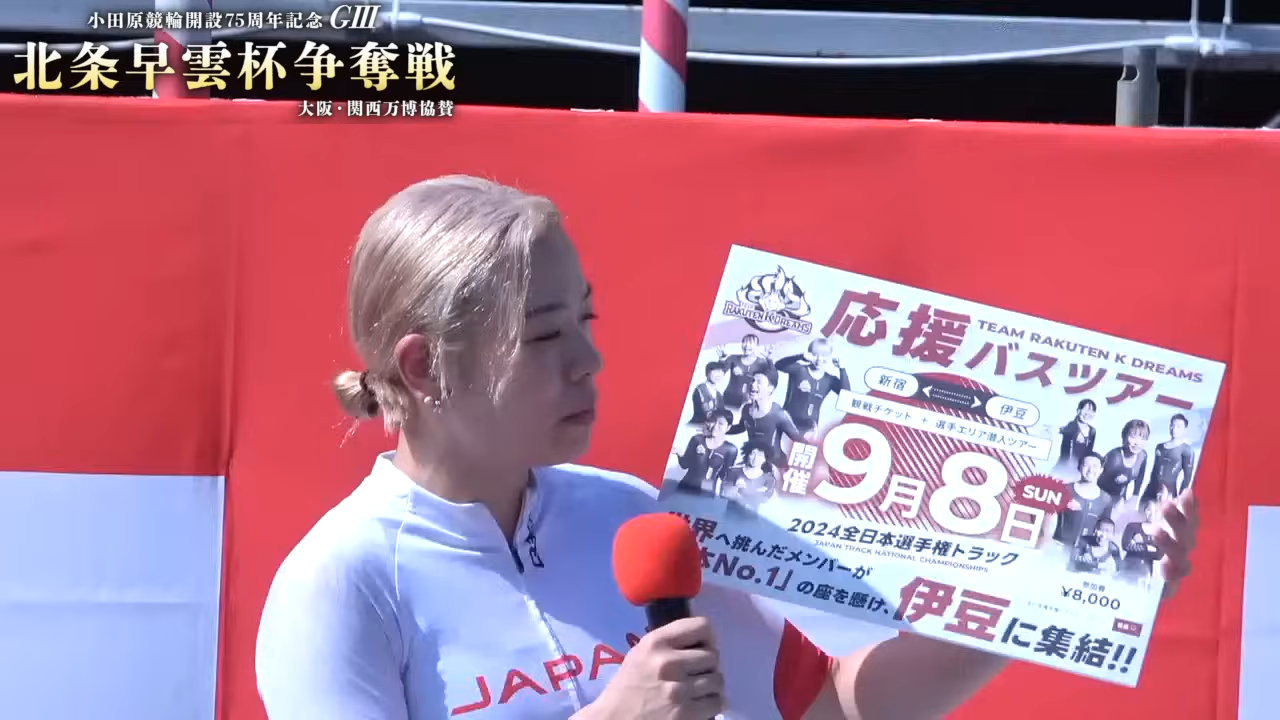 小田原競輪開設75周年記念 GIII
北条早雲杯争奪戦
大阪・関西万博協賛
RAKUTEN K DREAMS
応援
TEAM RAKUTEN K DREAMS
バスツアー
新宿
伊豆
観戦チケット + 選手エリア潜入ツアー
開催
9月8日
SUN
2024全日本選手権トラック
JAPAN TRACK NATIONAL CHAMPIONSHIPS
世界へ挑んだメンバーが
No.1」の座を懸け、
伊豆に集結!!
参加費
¥8,000
JAPAN